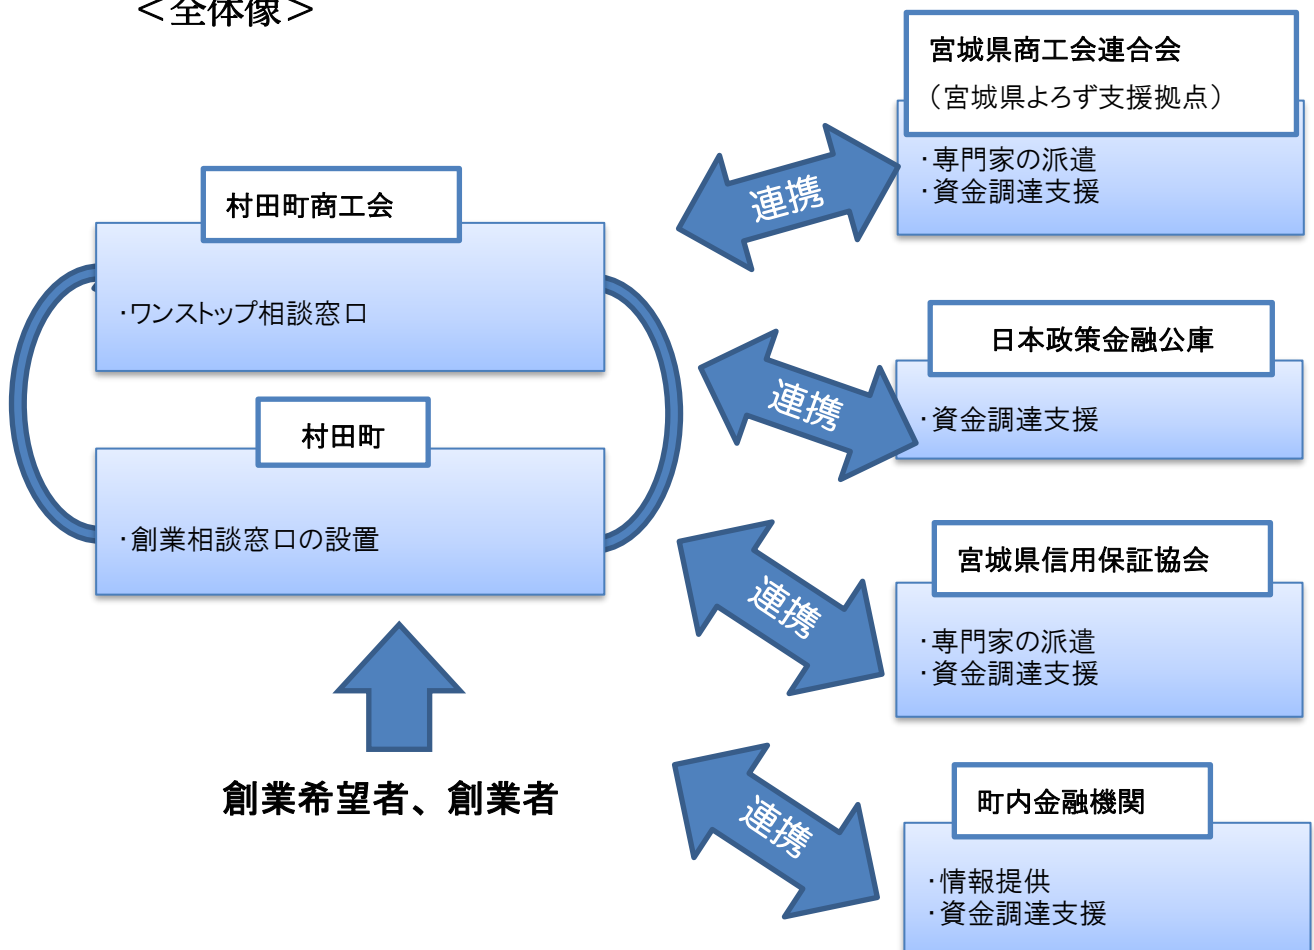 ＜全体像＞
村田町商工会
・ワンストップ相談窓口
村田町
・創業相談窓口の設置
創業希望者、創業者
連携
宮城県商工会連合会
（宮城県よろず支援拠点）
・専門家の派遣
・資金調達支援
連携
日本政策金融公庫
・資金調達支援
連携
宮城県信用保証協会
・専門家の派遣
・資金調達支援
連携
町内金融機関
・情報提供
・資金調達支援